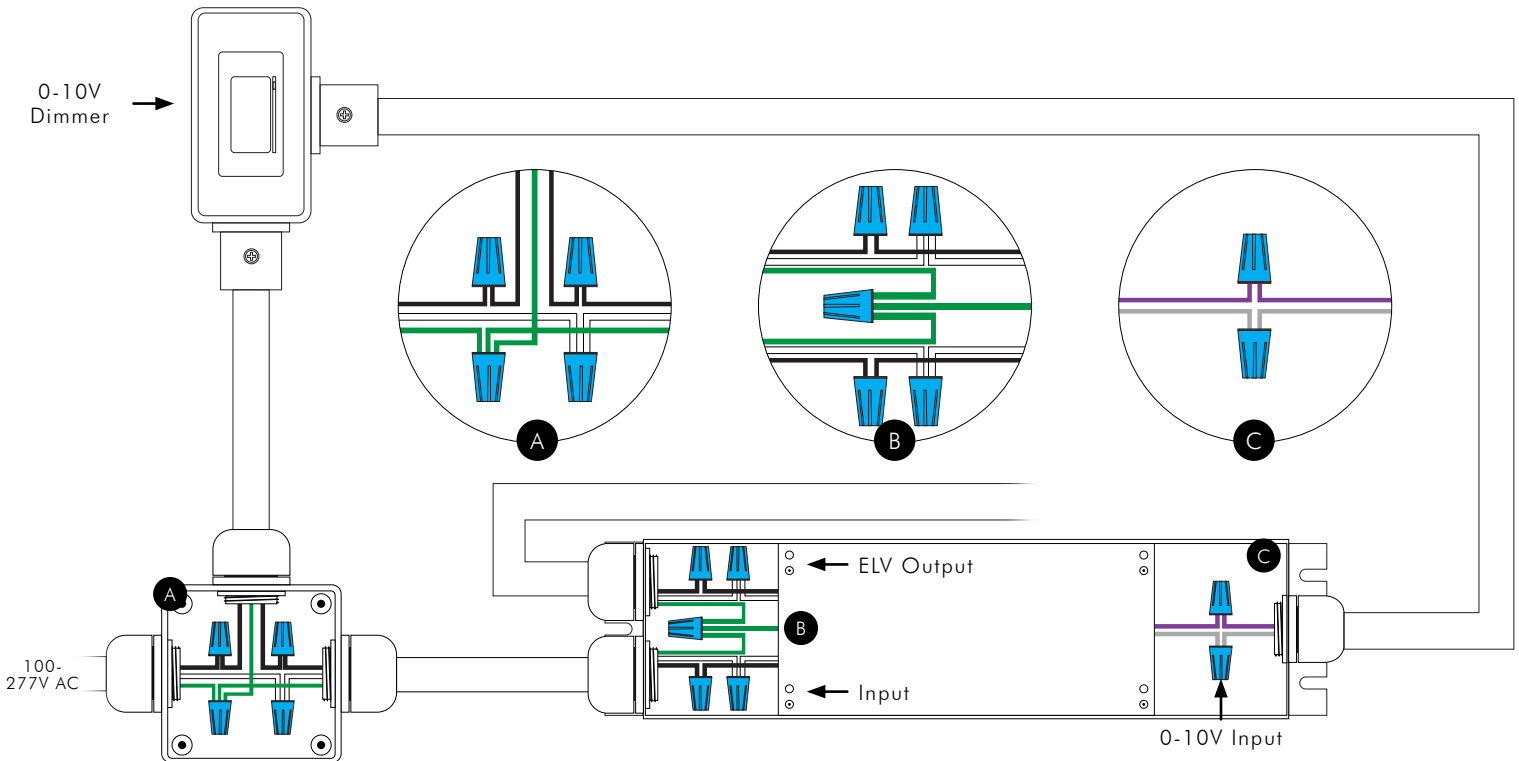 0-10V
Dimmer
A
B
C
A
ELV Output
C
B
100-
277V AC
Input
0-10V Input